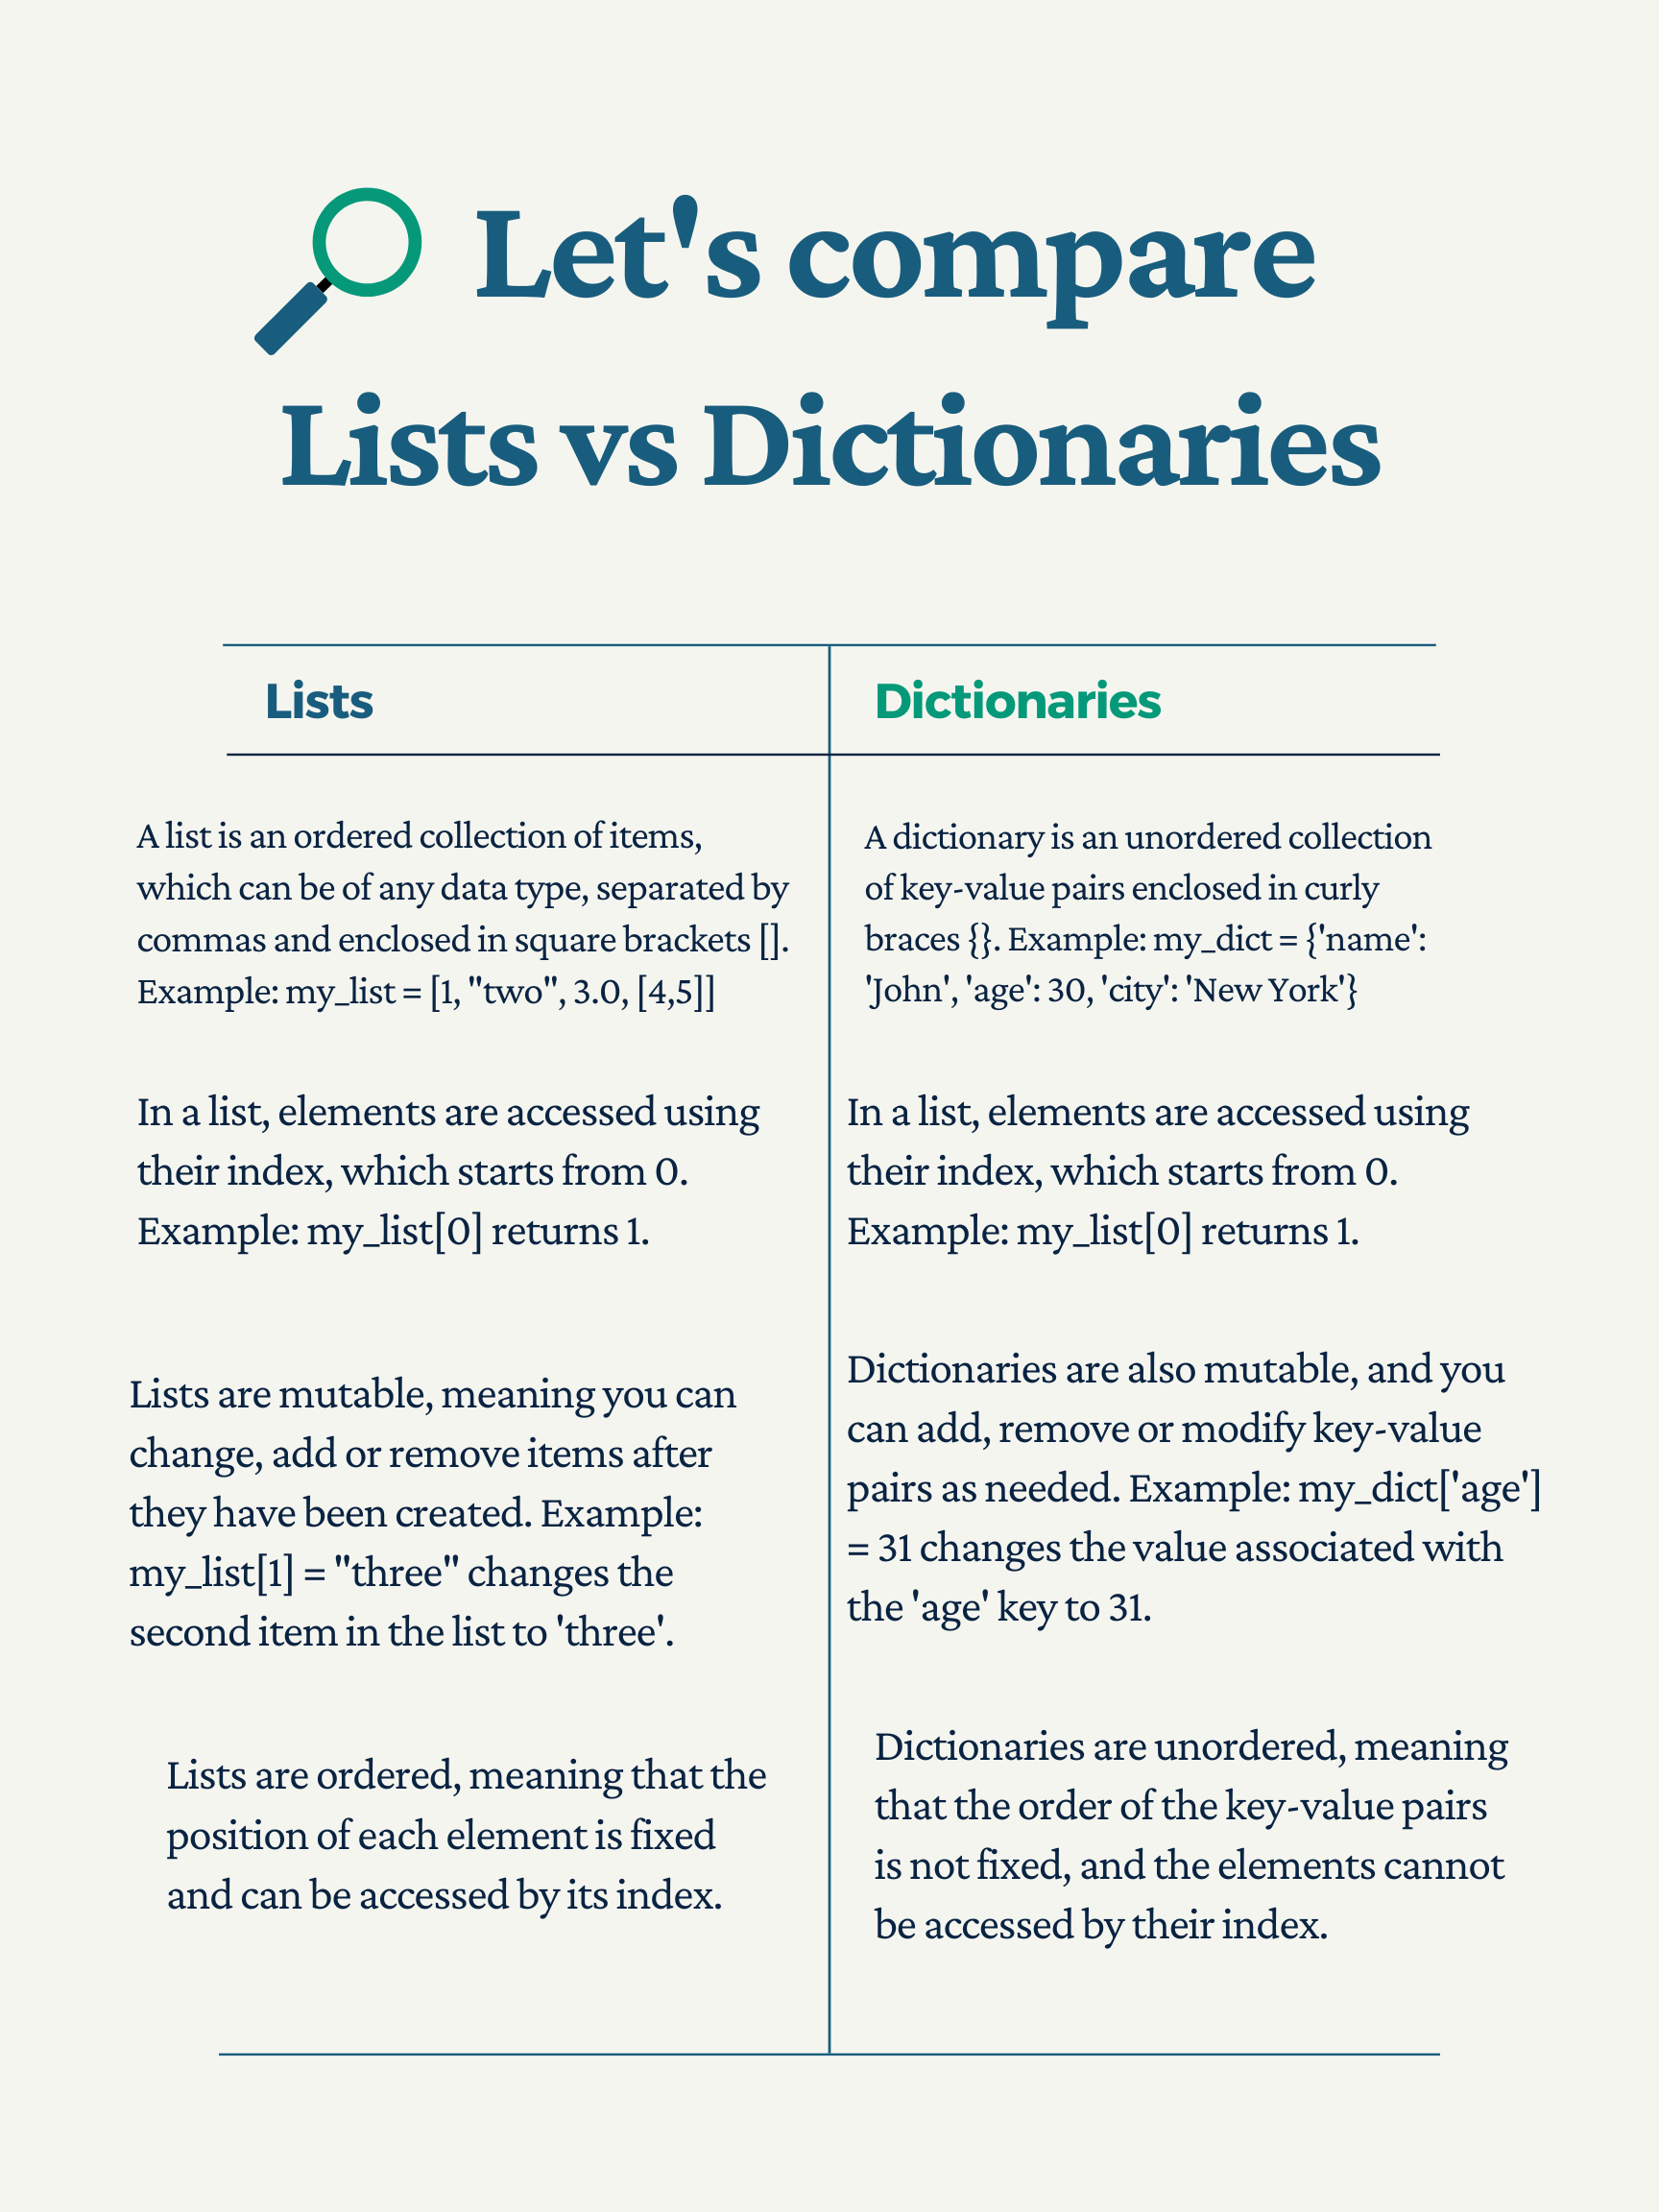 Let's compare
Lists vs Dictionaries
Lists
Dictionaries
A list is an ordered collection of items,
which can be of any data type, separated by
commas and enclosed in square brackets [].
Example: my_list = [1, "two", 3.0, [4,5]]
A dictionary is an unordered collection
of key-value pairs enclosed in curly
braces {}. Example: my_dict = {'name':
'John', 'age': 30, 'city': 'New York'}
In a list, elements are accessed using
their index, which starts from 0.
Example: my_list[0] returns 1.
In a list, elements are accessed using
their index, which starts from 0.
Example: my_list[0] returns 1.
Lists are mutable, meaning you can
change, add or remove items after
they have been created. Example:
my_list[1] = "three" changes the
second item in the list to 'three'.
Dictionaries are also mutable, and you
can add, remove or modify key-value
pairs as needed. Example: my_dict['age']
= 31 changes the value associated with
the 'age' key to 31.
Lists are ordered, meaning that the
position of each element is fixed
and can be accessed by its index.
Dictionaries are unordered, meaning
that the order of the key-value pairs
is not fixed, and the elements cannot
be accessed by their index.